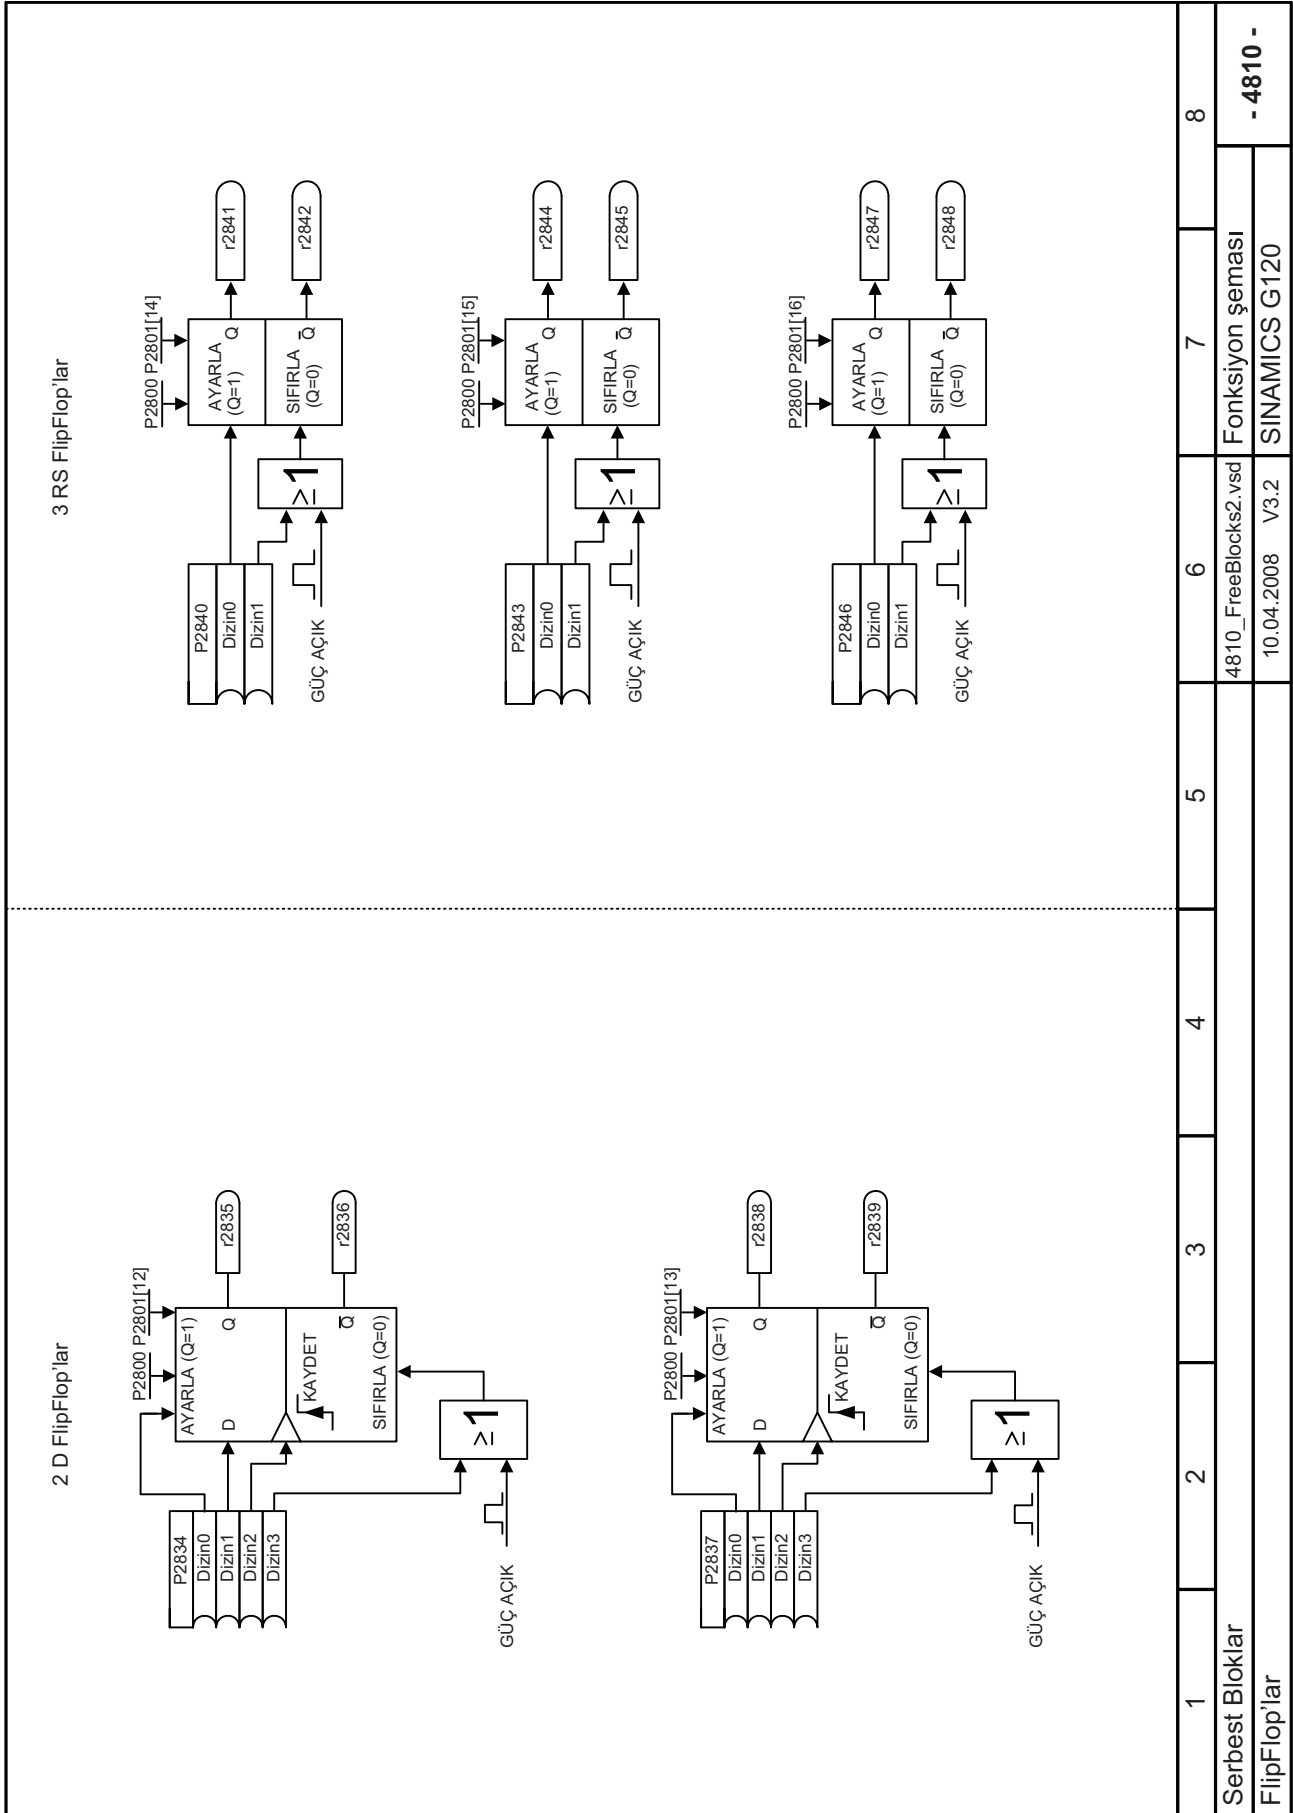 2 D FlipFlop'lar
P2800 P2801[12]
P2834
Dizin0
Dizin1
Dizin2
Dizin3
AYARLA (Q=1)
D Q
KAYDET
Q
SIFIRLA (Q=0)
r2835
r2836
≥1
GÜÇ AÇIK
P2800 P2801[13]
P2837
Dizin0
Dizin1
Dizin2
Dizin3
AYARLA (Q=1)
D Q
KAYDET
Q
SIFIRLA (Q=0)
r2838
r2839
≥1
GÜÇ AÇIK
3 RS FlipFlop'lar
P2800 P2801[14]
P2840
Dizin0
Dizin1
AYARLA Q
(Q=1)
SIFIRLA Q
(Q=0)
r2841
r2842
≥1
GÜÇ AÇIK
P2800 P2801[15]
P2843
Dizin0
Dizin1
AYARLA Q
(Q=1)
SIFIRLA Q
(Q=0)
r2844
r2845
≥1
GÜÇ AÇIK
P2800 P2801[16]
P2846
Dizin0
Dizin1
AYARLA Q
(Q=1)
SIFIRLA Q
(Q=0)
r2847
r2848
≥1
GÜÇ AÇIK
1 2 3 4 5 6 7 8
Serbest Bloklar 4810_FreeBlocks2.vsd Fonksiyon şeması
- 4810 -
FlipFlop'lar 10.04.2008 V3.2 SINAMICS G120